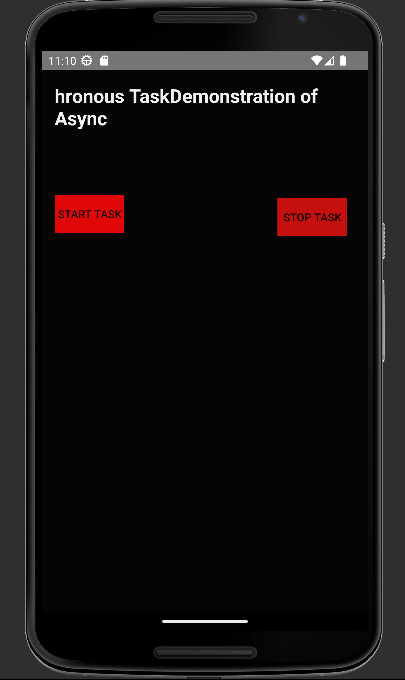 11:10
hronous TaskDemonstration of
Async
START TASK
STOP TASK